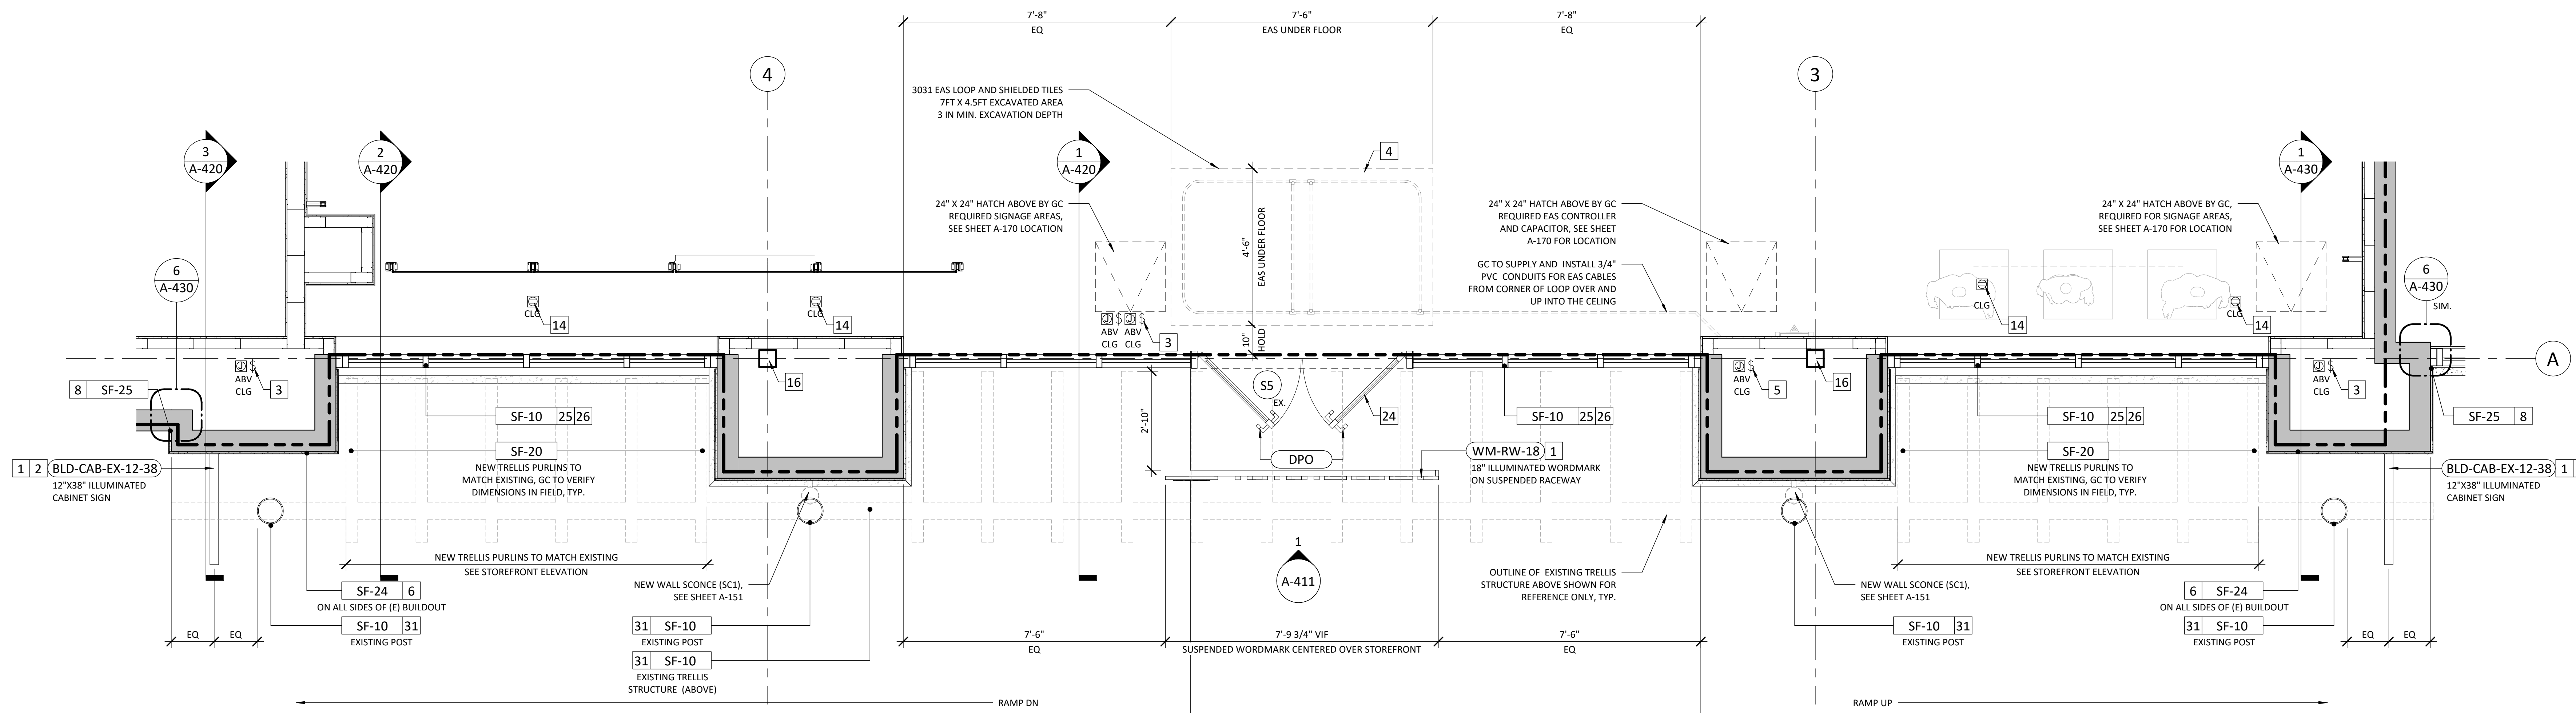 7'-8"
EQ
7'-6"
EAS UNDER FLOOR
7'-8"
EQ
4
3
3031 EAS LOOP AND SHIELDED TILES
7FT X 4.5FT EXCAVATED AREA
3 IN MIN. EXCAVATION DEPTH
3
A-420
2
A-420
1
A-420
4
1
A-430
24" X 24" HATCH ABOVE BY GC
REQUIRED SIGNAGE AREAS,
SEE SHEET A-170 LOCATION
4'-6"
EAS UNDER FLOOR
24" X 24" HATCH ABOVE BY GC
REQUIRED EAS CONTROLLER
AND CAPACITOR, SEE SHEET
A-170 FOR LOCATION
24" X 24" HATCH ABOVE BY GC,
REQUIRED FOR SIGNAGE AREAS,
SEE SHEET A-170 FOR LOCATION
GC TO SUPPLY AND INSTALL 3/4"
PVC CONDUITS FOR EAS CABLES
FROM CORNER OF LOOP OVER AND
UP INTO THE CELING
6
A-430
6
A-430
SIM.
CLG
14
CLG
14
J $ J $
ABV
CLG
ABV
CLG
3
10"
HOLD
CLG
14
CLG
14
J $
ABV
CLG
3
16
J $
ABV
CLG
5
16
J $
ABV
CLG
3
A
8 SF-25
SF-10 25 26
S5
EX.
24
SF-10 25 26
SF-10 25 26
SF-25 8
2'-10"
SF-20
NEW TRELLIS PURLINS TO
MATCH EXISTING, GC TO VERIFY
DIMENSIONS IN FIELD, TYP.
DPO
WM-RW-18 1
18" ILLUMINATED WORDMARK
ON SUSPENDED RACEWAY
SF-20
NEW TRELLIS PURLINS TO
MATCH EXISTING, GC TO VERIFY
DIMENSIONS IN FIELD, TYP.
1 2 BLD-CAB-EX-12-38
12"X38" ILLUMINATED
CABINET SIGN
BLD-CAB-EX-12-38 1
12"X38" ILLUMINATED
CABINET SIGN
NEW TRELLIS PURLINS TO MATCH EXISTING
SEE STOREFRONT ELEVATION
NEW TRELLIS PURLINS TO MATCH EXISTING
SEE STOREFRONT ELEVATION
NEW WALL SCONCE (SC1),
SEE SHEET A-151
1
A-411
OUTLINE OF EXISTING TRELLIS
STRUCTURE ABOVE SHOWN FOR
REFERENCE ONLY, TYP.
NEW WALL SCONCE (SC1),
SEE SHEET A-151
SF-24 6
ON ALL SIDES OF (E) BUILDOUT
6 SF-24
ON ALL SIDES OF (E) BUILDOUT
EQ
EQ
SF-10 31
EXISTING POST
31 SF-10
EXISTING POST
31 SF-10
EXISTING TRELLIS
STRUCTURE (ABOVE)
7'-6"
EQ
7'-9 3/4" VIF
SUSPENDED WORDMARK CENTERED OVER STOREFRONT
7'-6"
EQ
SF-10 31
EXISTING POST
31 SF-10
EXISTING POST
EQ
EQ
RAMP DN
RAMP UP